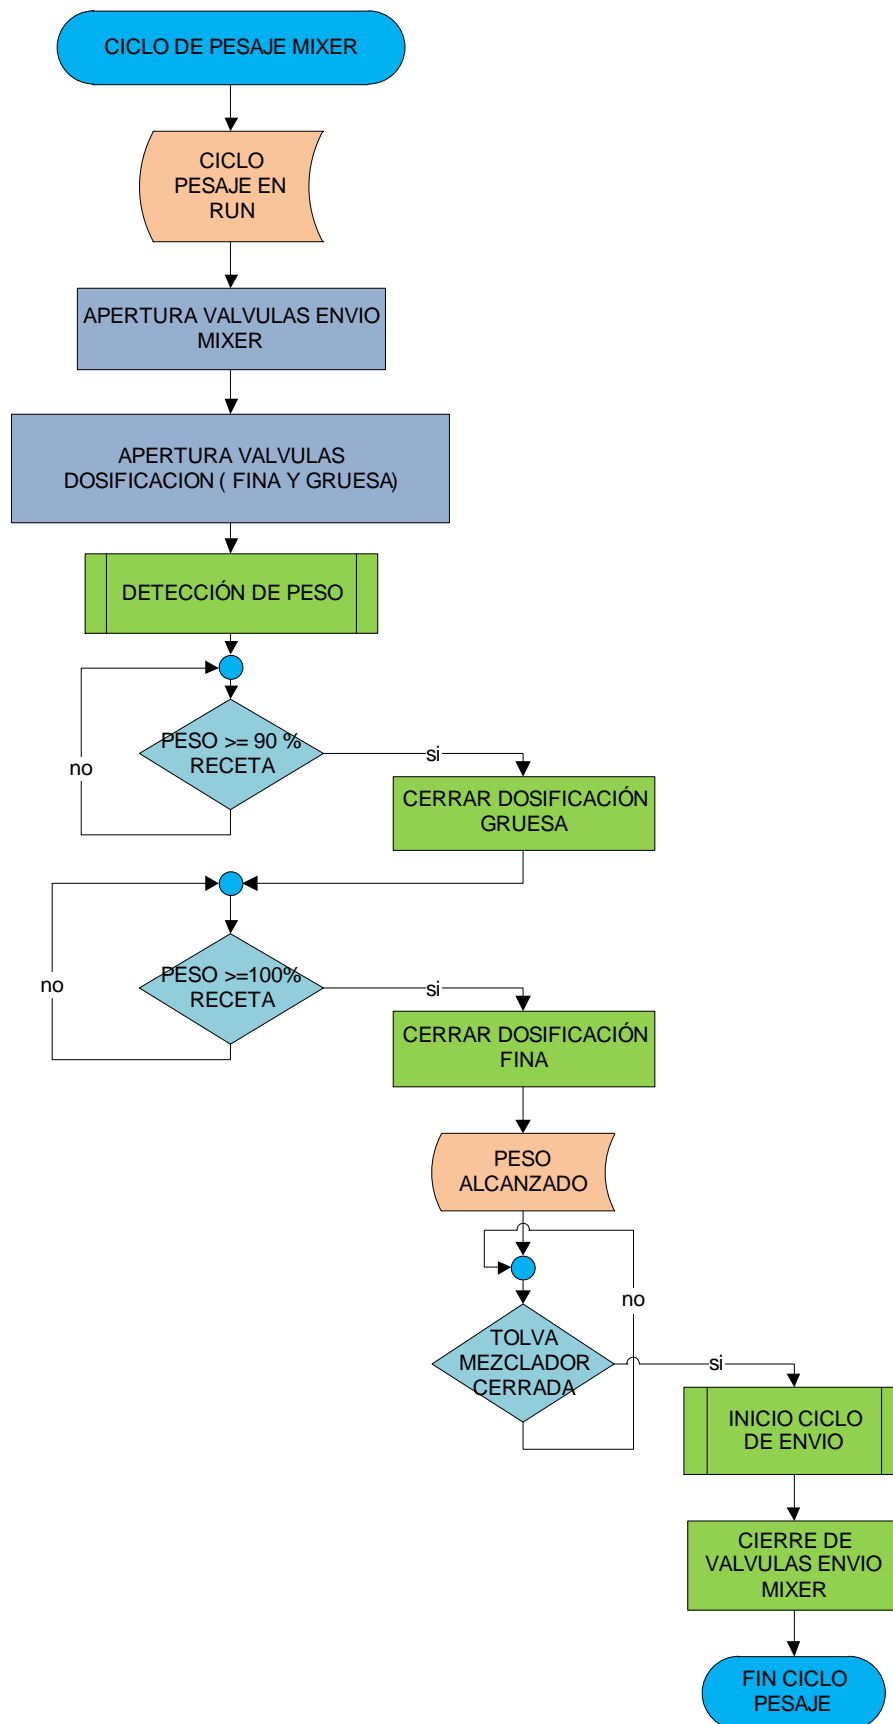 CICLO DE PESAJE MIXER
CICLO
PESAJE EN
RUN
APERTURA VALVULAS ENVIO
MIXER
APERTURA VALVULAS
DOSIFICACION ( FINA Y GRUESA)
DETECCIÓN DE PESO
PESO >= 90 %
RECETA
si
no
CERRAR DOSIFICACIÓN
GRUESA
PESO >=100%
RECETA
si
no
CERRAR DOSIFICACIÓN
FINA
PESO
ALCANZADO
no
TOLVA
MEZCLADOR
CERRADA
si
INICIO CICLO
DE ENVIO
CIERRE DE
VALVULAS ENVIO
MIXER
FIN CICLO
PESAJE